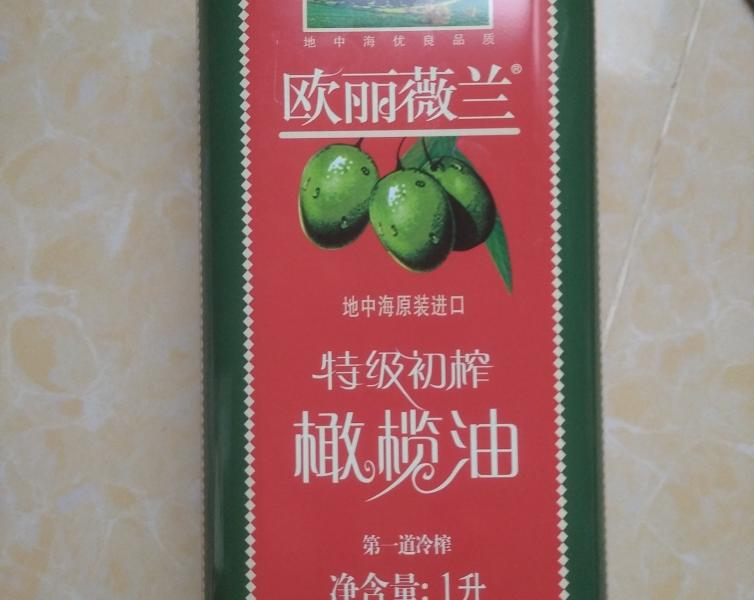 地中海优良品质
欧丽薇兰®
地中海原装进口
特级初榨
橄榄油
第一道冷榨
净含量:1升